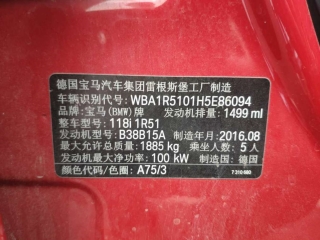 德国宝马汽车集团雷根斯堡工厂制造
车辆识别代号: WBA1R5101H5E86094
品牌: 宝马(BMW)牌 发动机排量: 1499 ml
型号: 118i 1R51
发动机型号: B38B15A 制造年月: 2016.08
最大允许总质量: 1885 kg 乘坐人数: 5 人
发动机最大净功率: 100 kW 制造国: 德国
颜色代码/色图: A75/3